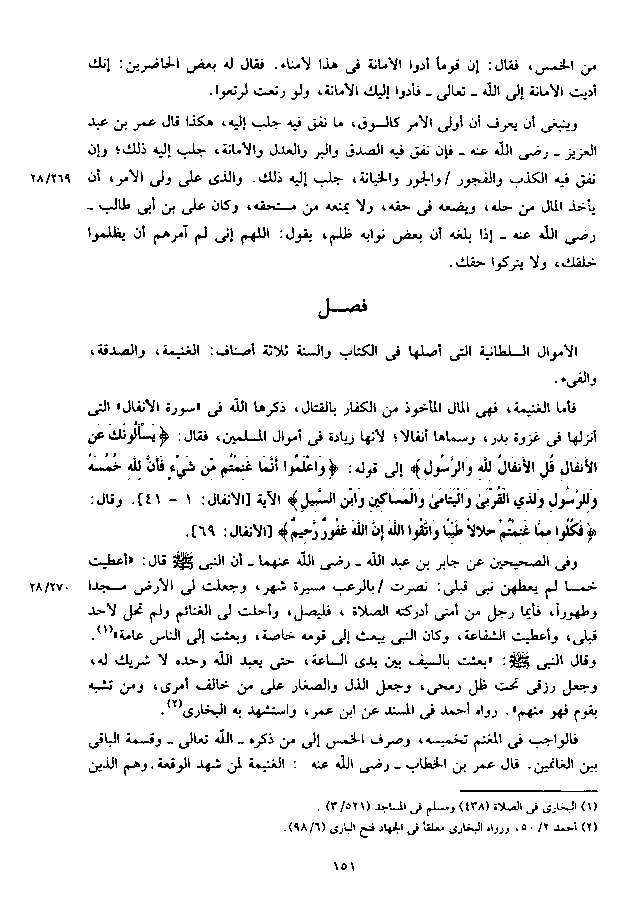 من الخمس، فقال: إن قوماً أدوا الأمانة فى هذا لأمناء. فقال له بعض الحاضرين: إنك
أديت الأمانة إلى الله ـ تعالى ـ فأدوا إليك الأمانة، ولو رتعت لرتعوا.
وينبغى أن يعرف أن أولى الأمر كالسوق، ما نفق فيه جلب إليه، هكذا قال عمر بن عبد
العزيز ـ رضى الله عنه ـ فإن نفق فيه الصدق والبر والعدل والأمانة، جلب إليه ذلك؛ وإن
نفق فيه الكذب والفجور /والجور والخيانة، جلب إليه ذلك. والذى على ولى الأمر، أن
٢٨/٢٦٩
يأخذ المال من حله، ويضعه فى حقه، ولا يمنعه من مستحقه، وكان على بن أبى طالب ـ
رضى الله عنه ـ إذا بلغه أن بعض نوابه ظلم، يقول: اللهم إنى لم آمرهم أن يظلموا
خلقك، ولا يتركوا حقك.
فصـــل
الأموال السلطانية التى أصلها فى الكتاب والسنة ثلاثة أصناف: الغنيمة، والصدقة،
والفىء.
فأما الغنيمة، فهى المال المأخوذ من الكفار بالقتال، ذكرها الله فى «سورة الأنفال» التى
أنزلها فى غزوة بدر، وسماها أنفالا؛ لأنها زيادة فى أموال المسلمين، فقال: ﴿يَسْأَلُونَكَ عَنِ
الأَنفَالِ قُلِ الأَنفَالُ لِلَّهِ وَالرَّسُولِ﴾ إلى قوله: ﴿وَاعْلَمُوا أَنَّمَا غَنِمْتُم مِّن شَيْءٍ فَأَنَّ لِلَّهِ خُمُسَهُ
وَلِلرَّسُولِ وَلِذِي الْقُرْبَىٰ وَالْيَتَامَىٰ وَالْمَسَاكِينِ وَابْنِ السَّبِيلِ﴾ الآية [الأنفال: ١ – ٤١]. وقال:
﴿فَكُلُوا مِمَّا غَنِمْتُمْ حَلالاً طَيِّبًا وَاتَّقُوا اللَّهَ إِنَّ اللَّهَ غَفُورٌ رَّحِيمٌ﴾ [الأنفال: ٦٩].
وفى الصحيحين عن جابر بن عبد الله ـ رضى الله عنهما ـ أن النبى ﷺ قال: «أعطيت
خمسا لم يعطهن نبى قبلى: نصرت /بالرعب مسيرة شهر، وجعلت لى الأرض مسجدا
٢٨/٢٧٠
وطهوراً، فأيما رجل من أمتى أدركته الصلاة ، فليصل، وأحلت لى الغنائم ولم تحل لأحد
قبلى، وأعطيت الشفاعة، وكان النبى يبعث إلى قومه خاصة، وبعثت إلى الناس عامة»(١).
وقال النبى ﷺ: «بعثت بالسيف بين يدى الساعة، حتى يعبد الله وحده لا شريك له،
وجعل رزقى تحت ظل رمحى، وجعل الذل والصغار على من خالف أمرى، ومن تشبه
بقوم فهو منهم». رواه أحمد فى المسند عن ابن عمر، واستشهد به البخارى(٢).
فالواجب فى المغنم تخميسه، وصرف الخمس إلى من ذكره ـ الله تعالى ـ وقسمة الباقى
بين الغانمين. قال عمر بن الخطاب ـ رضى الله عنه : الغنيمة لمن شهد الوقعة. وهم الذين
(١) البخارى فى الصلاة (٤٣٨) ومسلم فى المساجد (٣/٥٢١) .
(٢) أحمد ٢/ ٥٠، ورواه البخارى معلقاً فى الجهاد فتح البارى (٦/ ٩٨).
١٥١